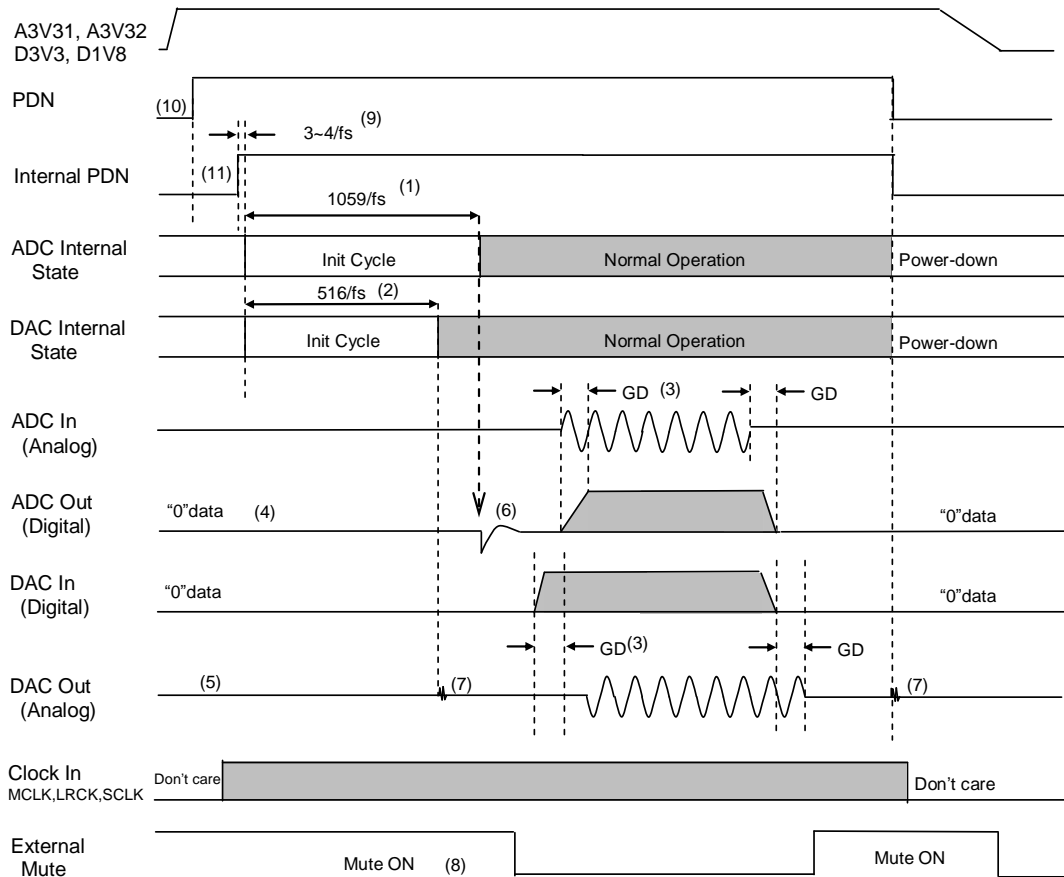 A3V31, A3V32
D3V3, D1V8
PDN
(10)
3~4/fs (9)
Internal PDN
(11)
1059/fs (1)
ADC Internal
State
Init Cycle
Normal Operation
Power-down
516/fs (2)
DAC Internal
State
Init Cycle
Normal Operation
Power-down
GD (3)
GD
ADC In
(Analog)
ADC Out
(Digital)
“0”data (4)
(6)
“0”data
DAC In
(Digital)
“0”data
“0”data
GD(3)
GD
DAC Out
(Analog)
(5)
(7)
(7)
Clock In
MCLK,LRCK,SCLK
Don’t care
Don’t care
External
Mute
Mute ON (8)
Mute ON